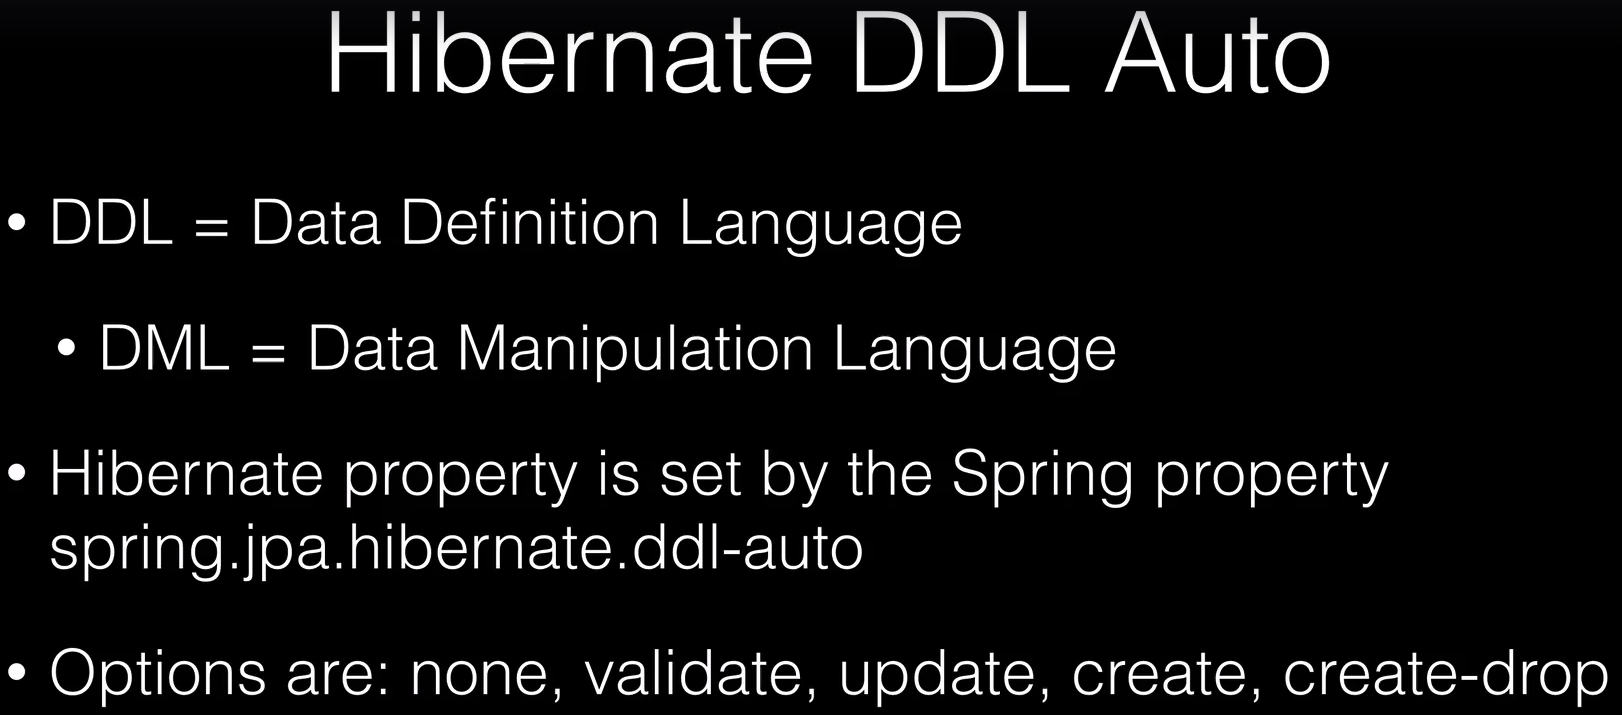 Hibernate DDL Auto
• DDL = Data Definition Language
• DML = Data Manipulation Language
• Hibernate property is set by the Spring property
spring.jpa.hibernate.ddl-auto
• Options are: none, validate, update, create, create-drop